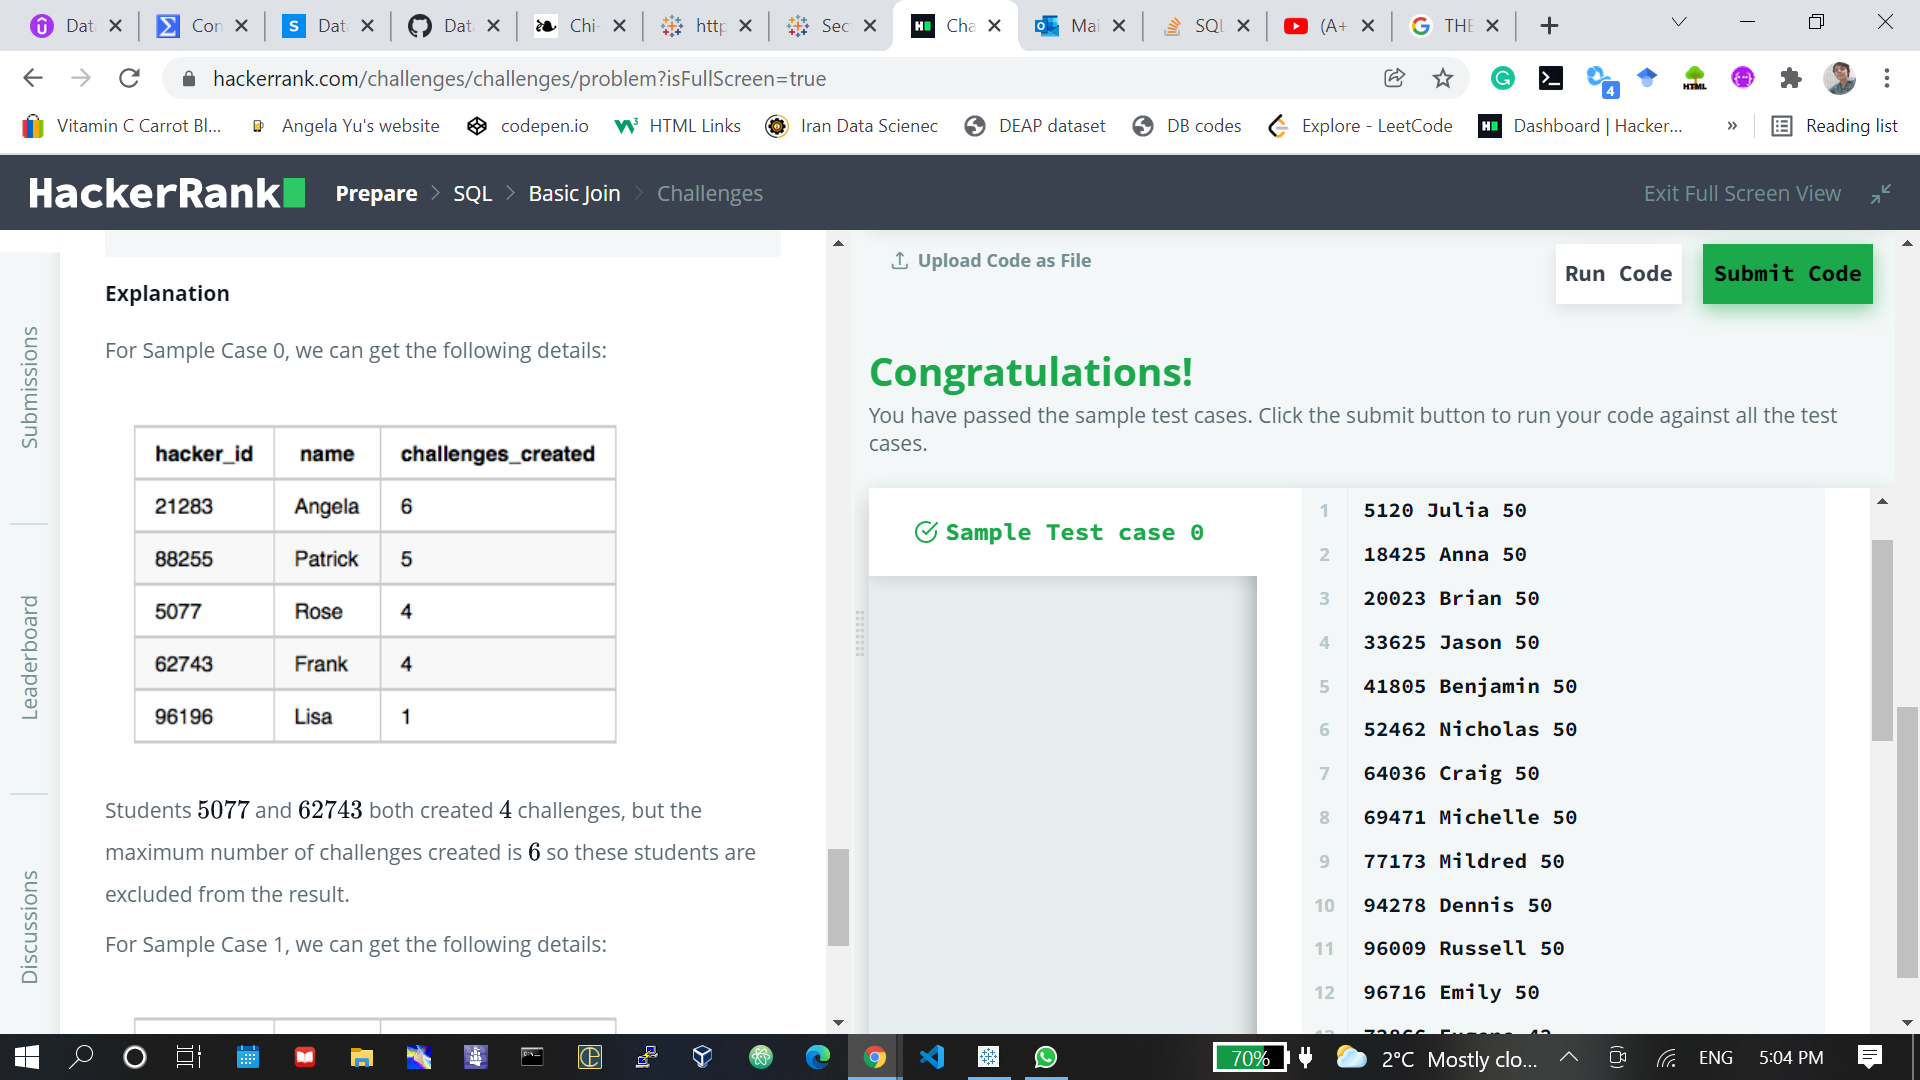 Dat
Con
Dat
Dat
Chi-
http
Sec
Cha
Mai
SQL
(A+
THE
hackerrank.com/challenges/challenges/problem?isFullScreen=true
4
Vitamin C Carrot Bl...
Angela Yu's website
codepen.io
HTML Links
Iran Data Scienec
DEAP dataset
DB codes
Explore - LeetCode
Dashboard | Hacker...
»
Reading list
HackerRank
Prepare > SQL > Basic Join > Challenges
Exit Full Screen View
Submissions
Leaderboard
Discussions
Explanation
For Sample Case 0, we can get the following details:
hacker_id name challenges_created
21283 Angela 6
88255 Patrick 5
5077 Rose 4
62743 Frank 4
96196 Lisa 1
Students 5077 and 62743 both created 4 challenges, but the
maximum number of challenges created is 6 so these students are
excluded from the result.
For Sample Case 1, we can get the following details:
Upload Code as File
Run Code
Submit Code
Congratulations!
You have passed the sample test cases. Click the submit button to run your code against all the test
cases.
Sample Test case 0
1 5120 Julia 50
2 18425 Anna 50
3 20023 Brian 50
4 33625 Jason 50
5 41805 Benjamin 50
6 52462 Nicholas 50
7 64036 Craig 50
8 69471 Michelle 50
9 77173 Mildred 50
10 94278 Dennis 50
11 96009 Russell 50
12 96716 Emily 50
70%
2°C Mostly clo...
ENG
5:04 PM